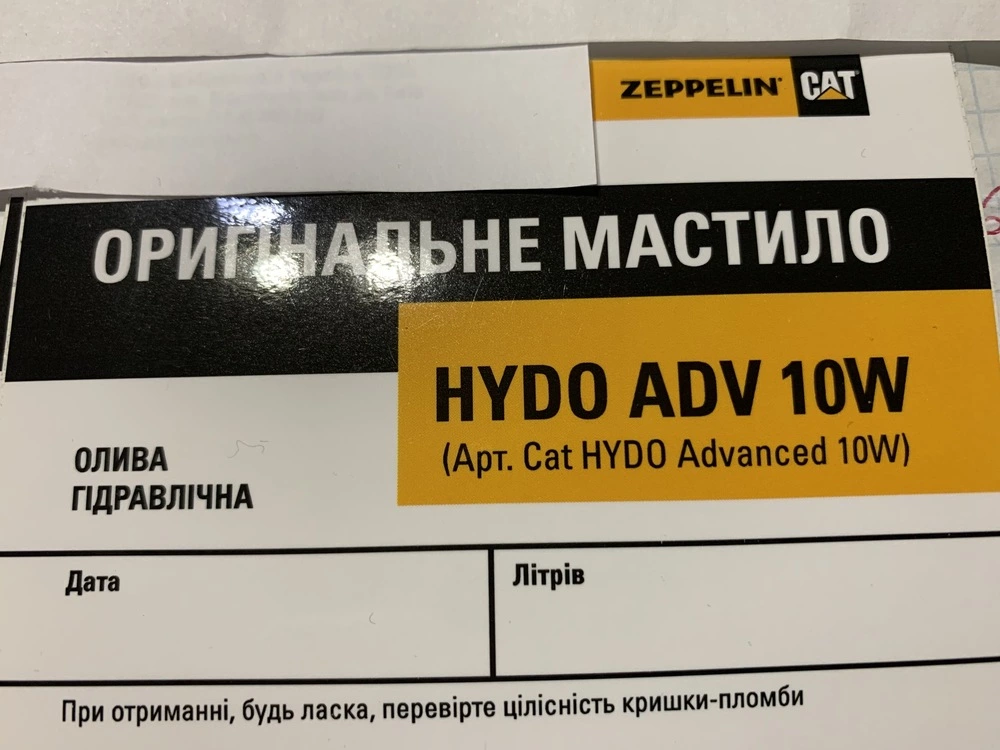 ZEPPELIN CAT
ОРИГІНАЛЬНЕ МАСТИЛО
HYDO ADV 10W
(Арт. Cat HYDO Advanced 10W)
ОЛИВА
ГІДРАВЛІЧНА
Дата
Літрів
При отриманні, будь ласка, перевірте цілісність кришки-пломби